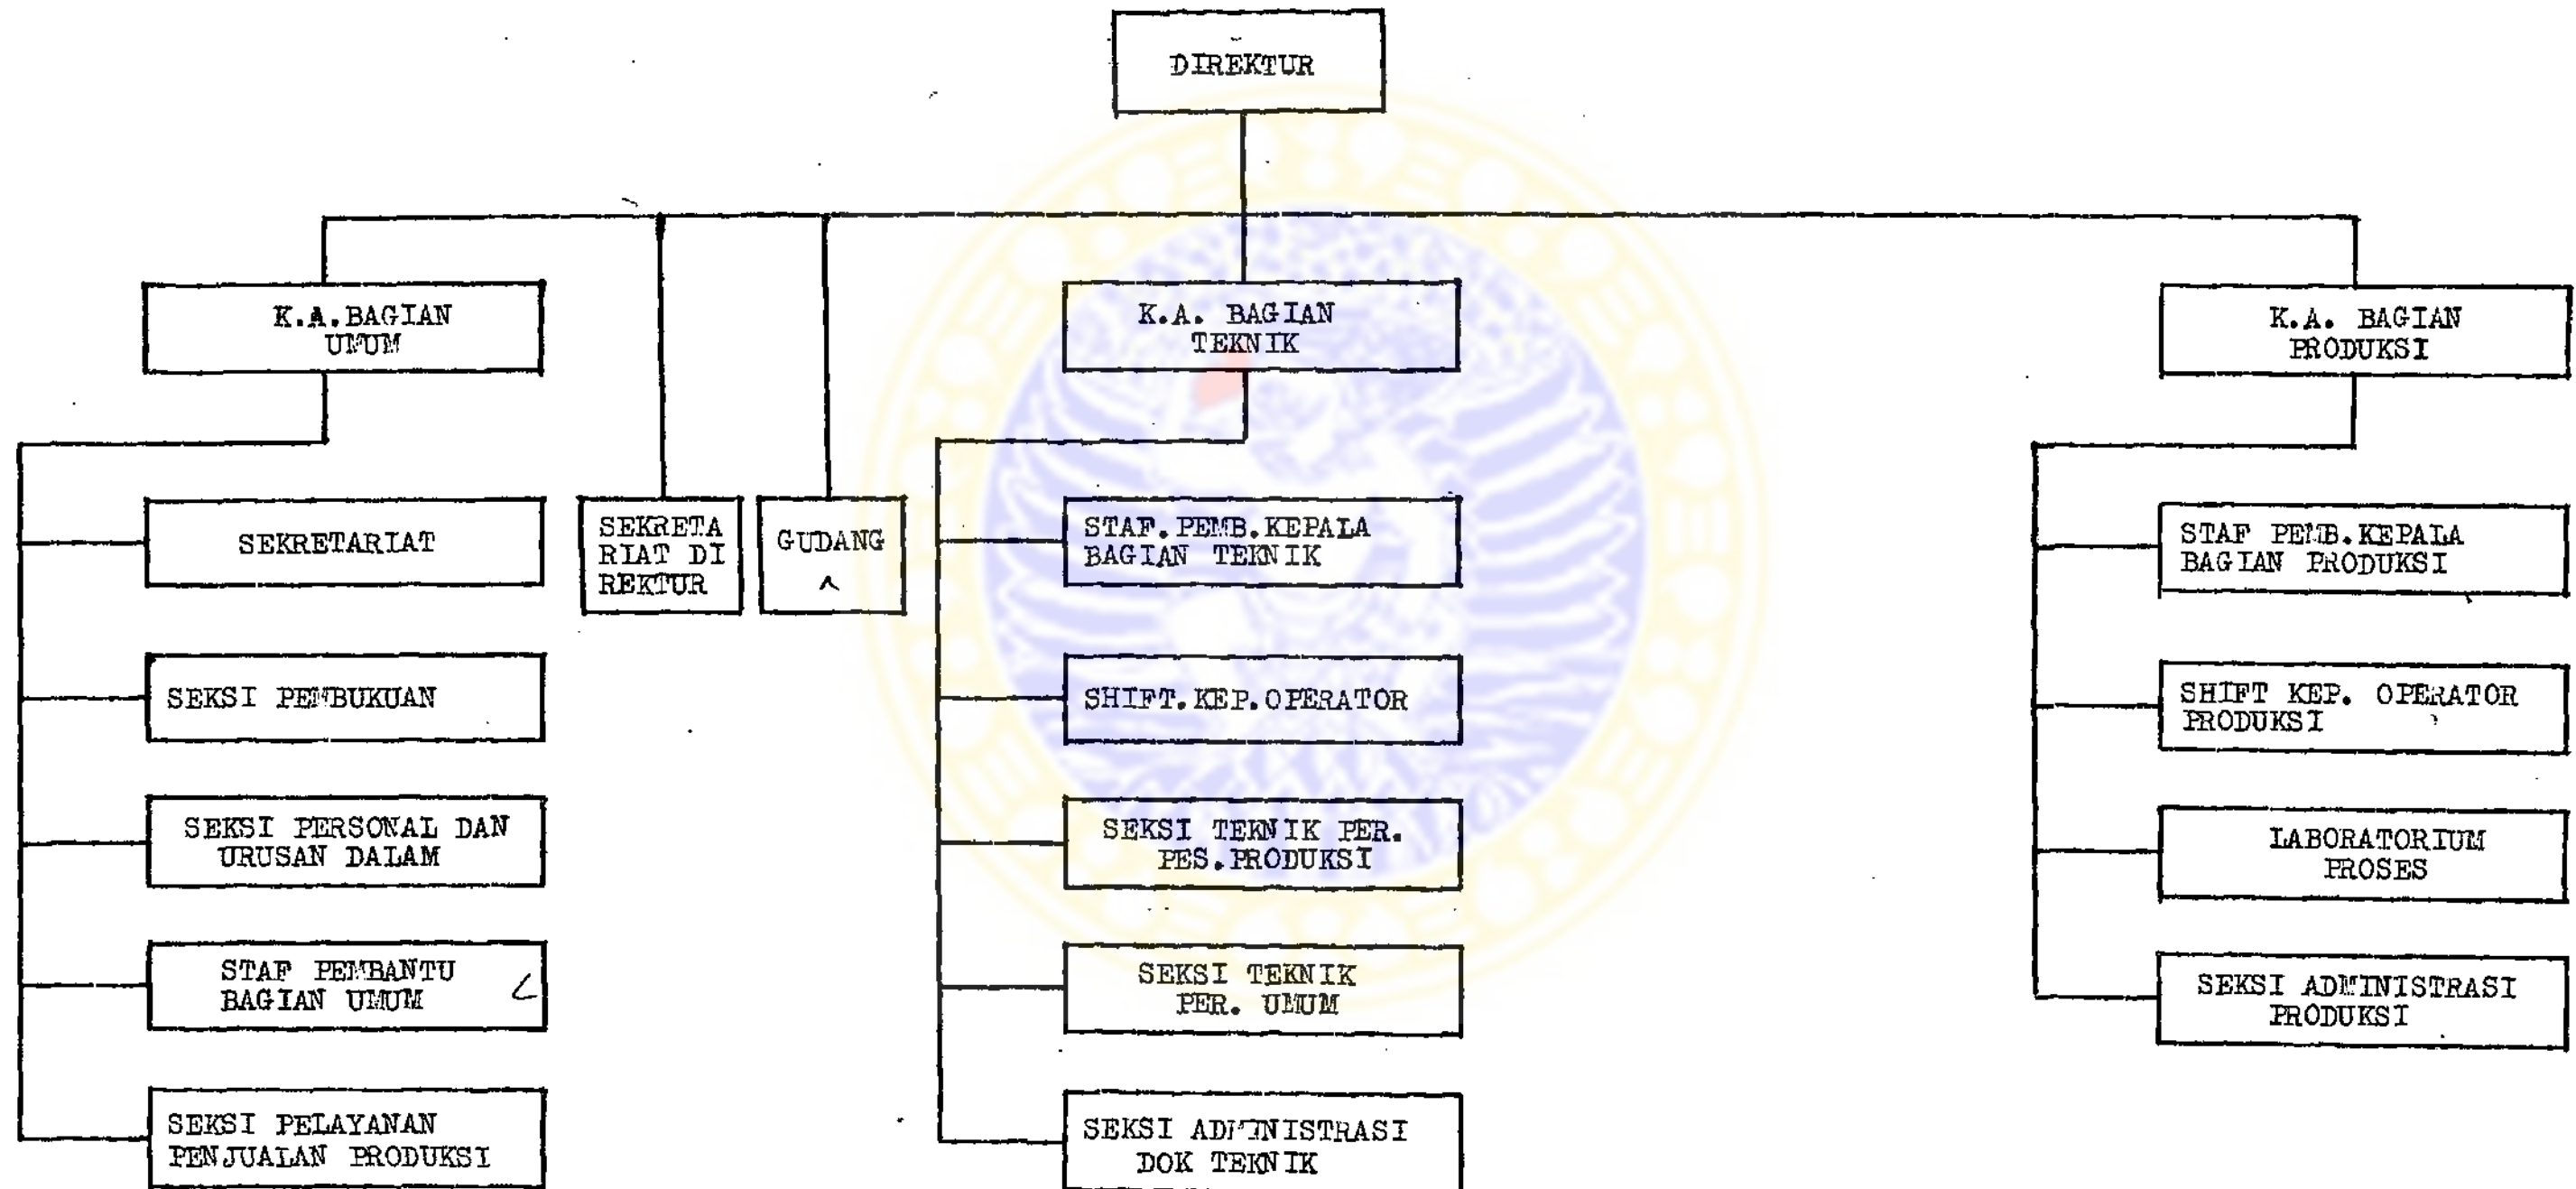 DIREKTUR
K.A.BAGIAN
UMUM
K.A. BAGIAN
TEKNIK
K.A. BAGIAN
PRODUKSI
SEKRETARIAT
SEKSI PEMBUKUAN
SEKSI PERSONAL DAN
URUSAN DALAM
STAF PEMBANTU
BAGIAN UMUM
SEKSI PELAYANAN
PENJUALAN PRODUKSI
SEKRETA
RIAT DI
REKTUR
GUDANG
STAF.PEMB.KEPALA
BAGIAN TEKNIK
SHIFT.KEP.OPERATOR
SEKSI TEKNIK PER.
PES.PRODUKSI
SEKSI TEKNIK
PER. UMUM
SEKSI ADMINISTRASI
DOK TEKNIK
STAF PEMB.KEPALA
BAGIAN PRODUKSI
SHIFT KEP. OPERATOR
PRODUKSI
LABORATORIUM
PROSES
SEKSI ADMINISTRASI
PRODUKSI